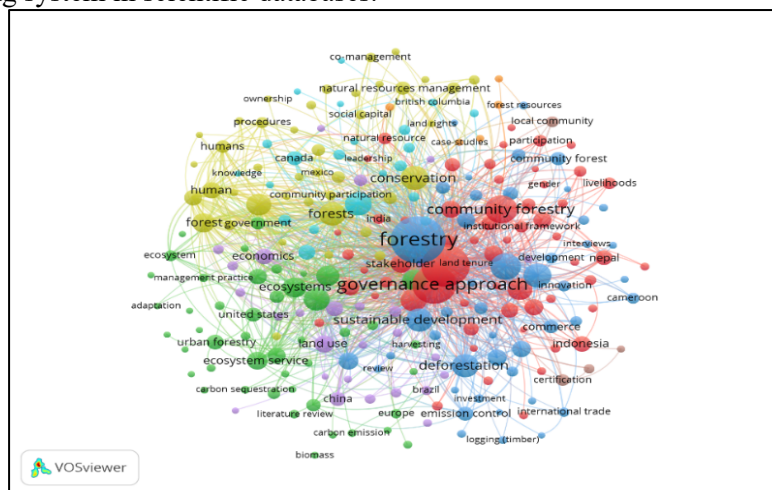 g system in scientific databases.
co-management
natural resources management
ownership
british columbia
forest resources
social capital
procedures
land rights
local community
humans
natural resource
case-studies
participation
canada
leadership
community forest
knowledge
mexico
conservation
human
community participation
gender
livelihoods
forests
india
community forestry
forest government
institutional framework
forestry
interviews
ecosystem
economics
stakeholder
land tenure
development
nepal
management practice
ecosystems
governance approach
innovation
cameroon
adaptation
united states
sustainable development
commerce
urban forestry
land use
harvesting
indonesia
ecosystem service
review
deforestation
certification
carbon sequestration
china
brazil
investment
literature review
europe
emission control
international trade
carbon emission
logging (timber)
biomass
VOSviewer